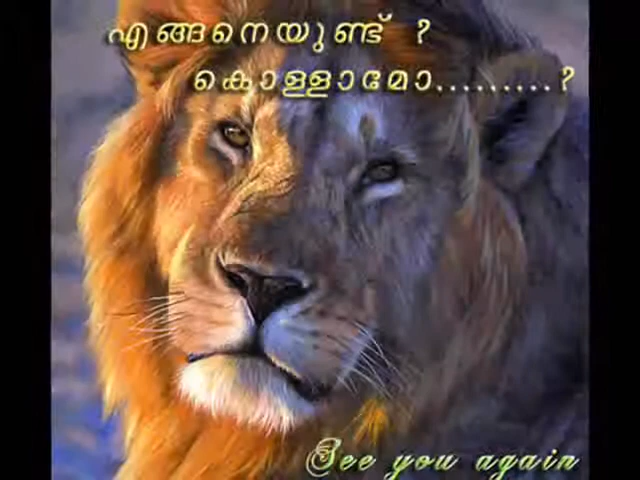 എങ്ങനെയുണ്ട് ?
കൊള്ളാമോ.........?
See you again